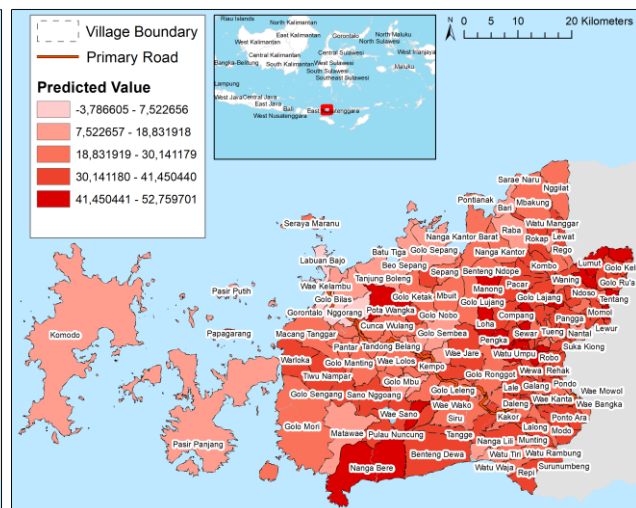 Village Boundary
Primary Road
Predicted Value
-3,786605 - 7,522656
7,522657 - 18,831918
18,831919 - 30,141179
30,141180 - 41,450440
41,450441 - 52,759701
Riau Islands
North Kalimantan
East Kalimantan
West Kalimantan
Gorontalo
North Maluku
North Sulawesi
Central Kalimantan
Central Sulawesi
Bangka-Belitung
South Kalimantan
West Sulawesi
South Sulawesi
Southeast Sulawesi
Maluku
Lampung
West Java
Central Java
East Java
Bali
West Nusatenggara
N
0 5 10 20 Kilometers
Sarae Naru
Nggilat
Pontianak
Bari
Mbakung
Seraya Maranu
Nanga Kantor Barat
Raba
Watu Manggar
Rokap
Lewat
Rego
Batu Tiga
Golo Sepang
Nanga Kantor
Labuan Bajo
Beo Sepang
Sepang
Benteng Ndope
Kombo
Lumut
Wae Kelambu
Tanjung Boleng
Pacar
Waning
Golo Ru'a
Pasir Putih
Golo Bilas
Golo Ketak
Mbuit
Manong
Golo Lajang
Ndoso
Tentang
Golo Lujang
Gorontalo
Nggorang
Pota Wangka
Golo Nobo
Compang
Pangga
Momol
Komodo
Papagarang
Cunca Wulang
Loha
Macang Tanggar
Golo Sembea
Sewar
Tueng
Nantal
Lewur
Pengka
Suka Kiong
Pantar
Tandong Belang
Wae Jare
Watu Umpu
Robo
Warloka
Golo Manting
Wae Lolos
Kempo
Tiwu Nampar
Golo Mbu
Golo Ronggot
Wewa
Rehak
Golo Sengang
Sano Nggoang
Golo Leleng
Lale
Galang
Pondo
Wae Mowol
Wae Wako
Daleng
Wae Kanta
Wae Bangka
Golo Mori
Wae Sano
Siru
Kakor
Ponto Ara
Pasir Panjang
Matawae
Pulau Nuncung
Tangge
Lalong
Modo
Nanga Lili
Munting
Nanga Bere
Benteng Dewa
Watu Tiri
Watu Rambung
Watu Waja
Repi
Surunumbeng